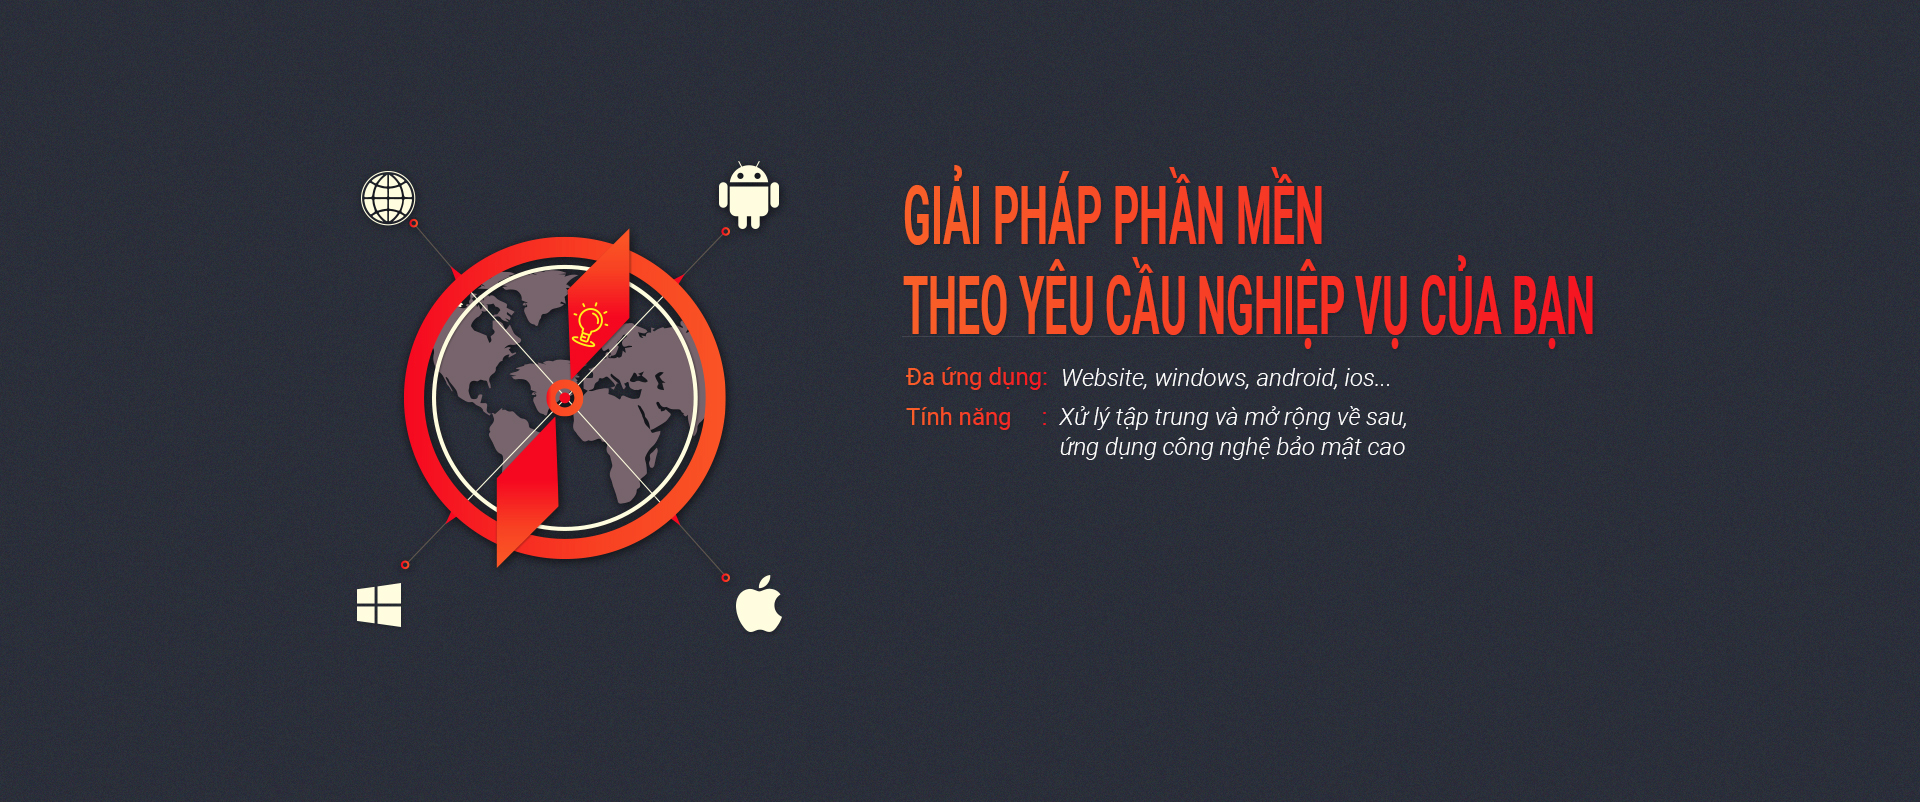 GIẢI PHÁP PHẦN MỀN
THEO YÊU CẦU NGHIỆP VỤ CỦA BẠN
Đa ứng dụng: Website, windows, android, ios...
Tính năng : Xử lý tập trung và mở rộng về sau,
ứng dụng công nghệ bảo mật cao